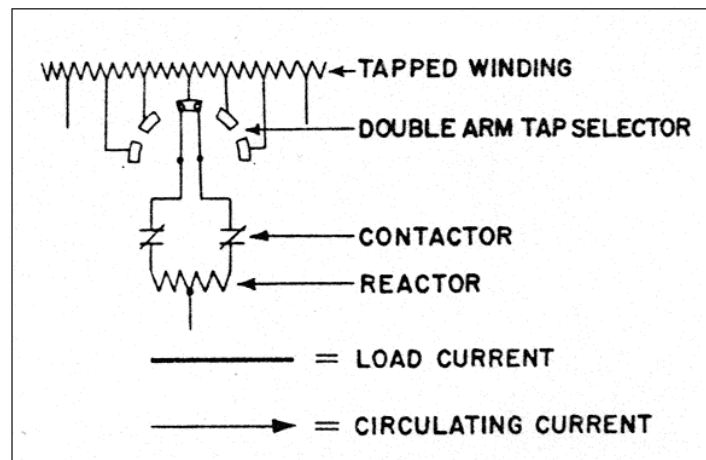 TAPPED WINDING
DOUBLE ARM TAP SELECTOR
CONTACTOR
REACTOR
= LOAD CURRENT
= CIRCULATING CURRENT